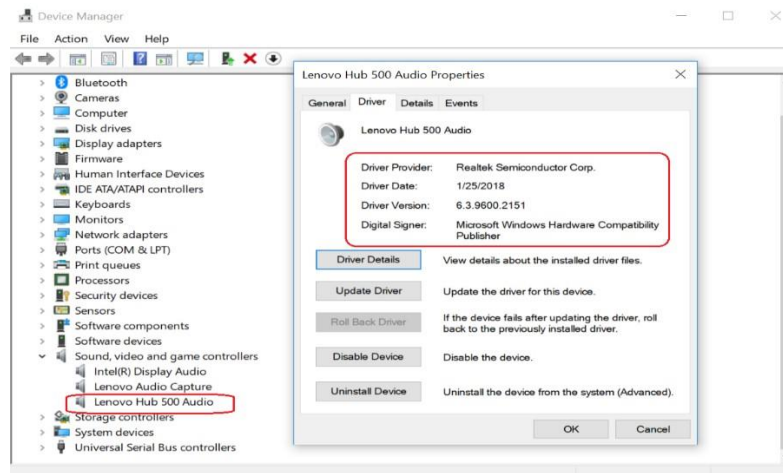 Device Manager
File Action View Help
Bluetooth
Cameras
Computer
Disk drives
Display adapters
Firmware
Human Interface Devices
IDE ATA/ATAPI controllers
Keyboards
Monitors
Network adapters
Ports (COM & LPT)
Print queues
Processors
Security devices
Sensors
Software components
Software devices
Sound, video and game controllers
Intel(R) Display Audio
Lenovo Audio Capture
Lenovo Hub 500 Audio
Storage controllers
System devices
Universal Serial Bus controllers
Lenovo Hub 500 Audio Properties
General Driver Details Events
Lenovo Hub 500 Audio
Driver Provider: Realtek Semiconductor Corp.
Driver Date: 1/25/2018
Driver Version: 6.3.9600.2151
Digital Signer: Microsoft Windows Hardware Compatibility
Publisher
Driver Details View details about the installed driver files.
Update Driver Update the driver for this device.
Roll Back Driver If the device fails after updating the driver, roll
back to the previously installed driver.
Disable Device Disable the device.
Uninstall Device Uninstall the device from the system (Advanced).
OK Cancel